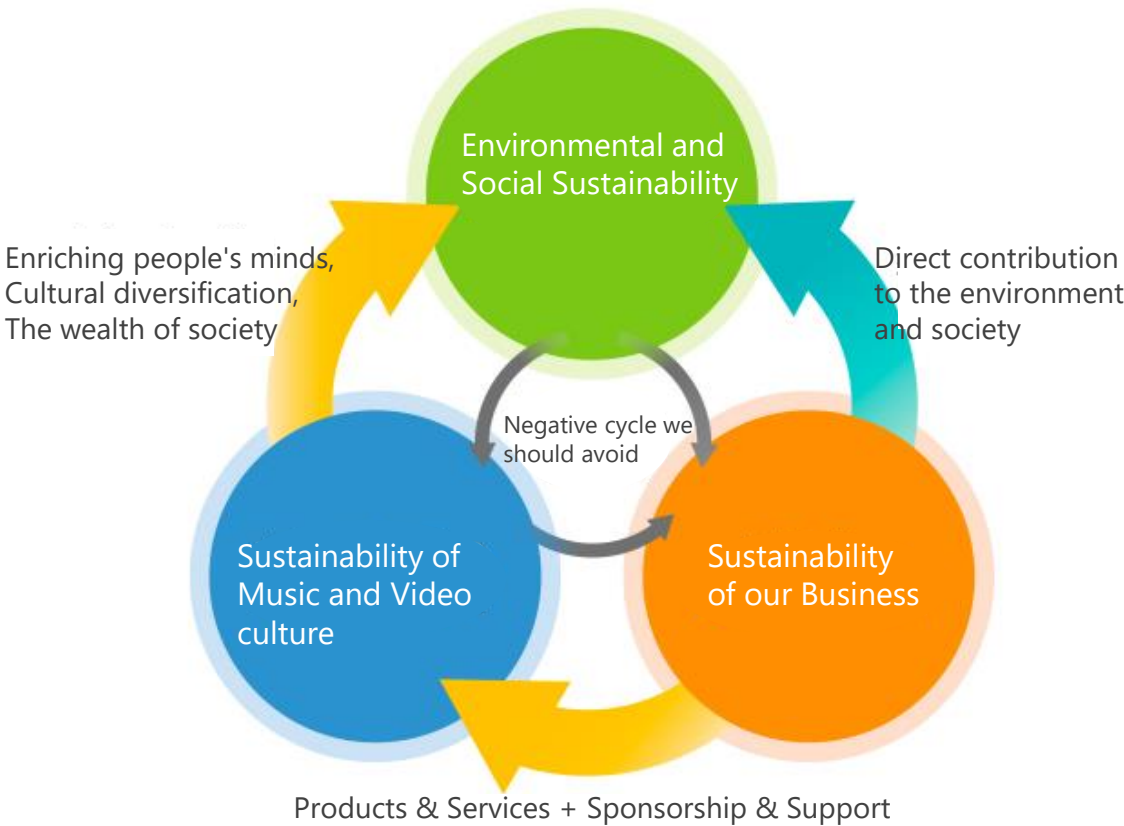 Environmental and
Social Sustainability
Enriching people's minds,
Cultural diversification,
The wealth of society
Direct contribution
to the environment
and society
Negative cycle we
should avoid
Sustainability of
Music and Video
culture
Sustainability
of our Business
Products & Services + Sponsorship & Support